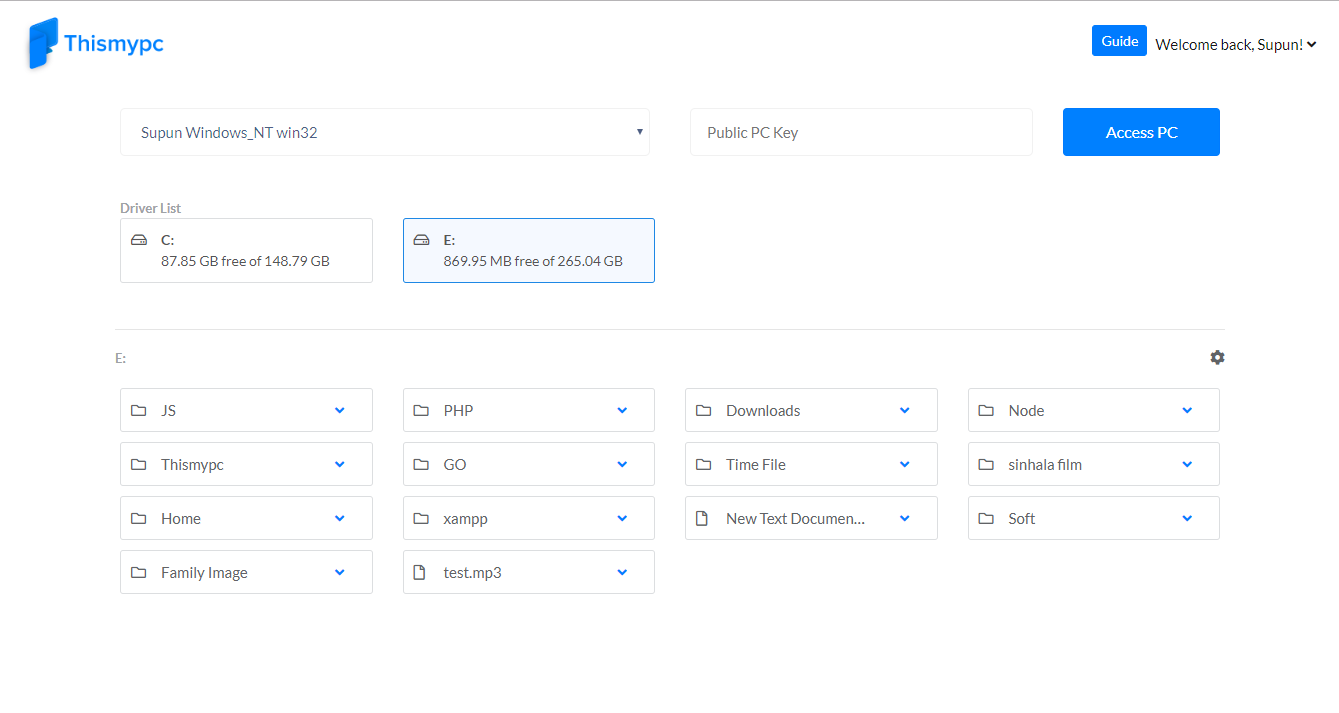 Thismypc
Guide
Welcome back, Supun!
Supun Windows_NT win32
Public PC Key
Access PC
Driver List
C:
87.85 GB free of 148.79 GB
E:
869.95 MB free of 265.04 GB
E:
JS
PHP
Downloads
Node
Thismypc
GO
Time File
sinhala film
Home
xampp
New Text Documen...
Soft
Family Image
test.mp3